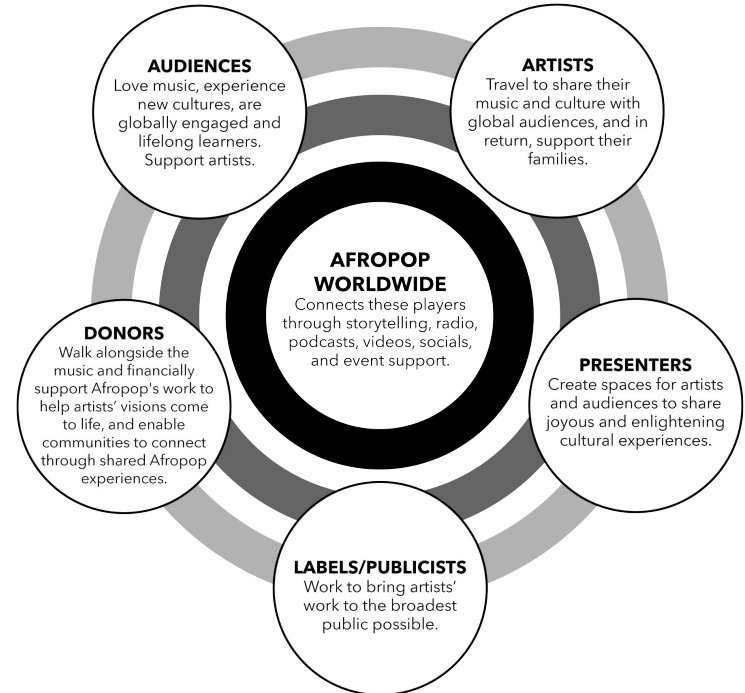 AUDIENCES
Love music, experience
new cultures, are
globally engaged and
lifelong learners.
Support artists.
ARTISTS
Travel to share their
music and culture with
global audiences, and in
return, support their
families.
AFROPOP
WORLDWIDE
Connects these players
through storytelling, radio,
podcasts, videos, socials,
and event support.
DONORS
Walk alongside the
music and financially
support Afropop's work to
help artists’ visions come
to life, and enable
communities to connect
through shared Afropop
experiences.
PRESENTERS
Create spaces for artists
and audiences to share
joyous and enlightening
cultural experiences.
LABELS/PUBLICISTS
Work to bring artists’
work to the broadest
public possible.